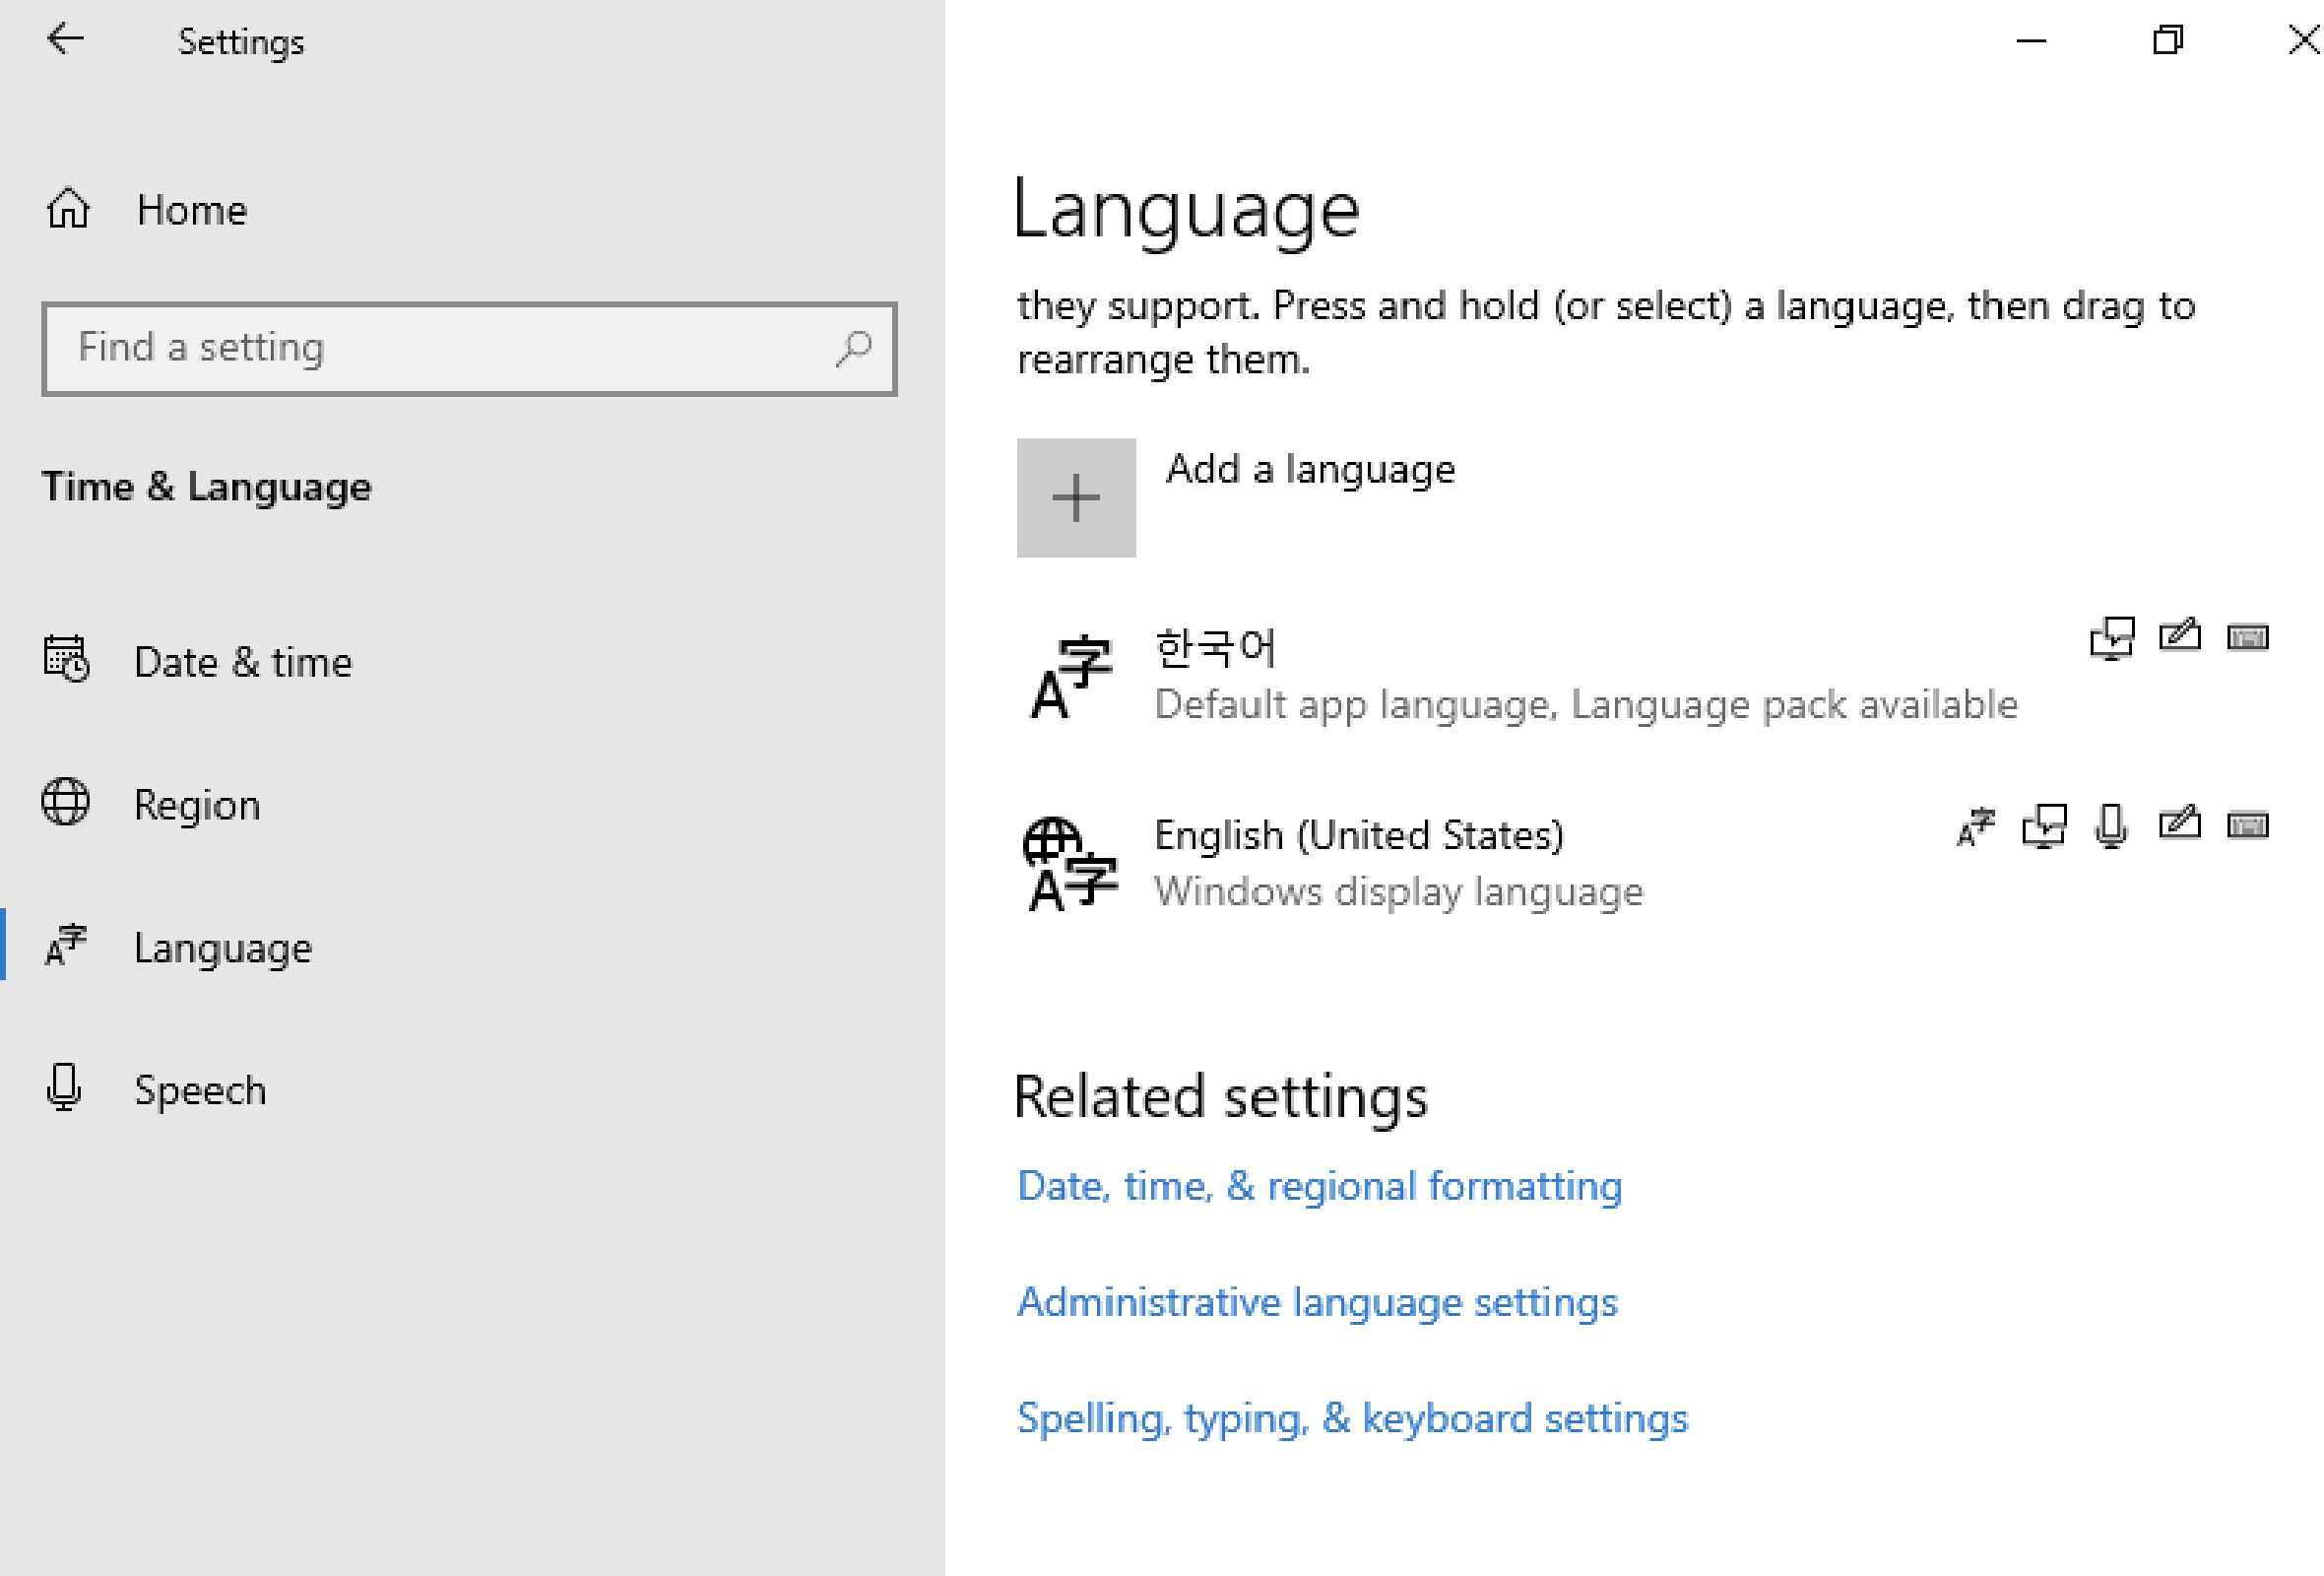 Settings
Home
Find a setting
Time & Language
Date & time
Region
Language
Speech
Language
they support. Press and hold (or select) a language, then drag to
rearrange them.
Add a language
한국어
Default app language, Language pack available
English (United States)
Windows display language
Related settings
Date, time, & regional formatting
Administrative language settings
Spelling, typing, & keyboard settings